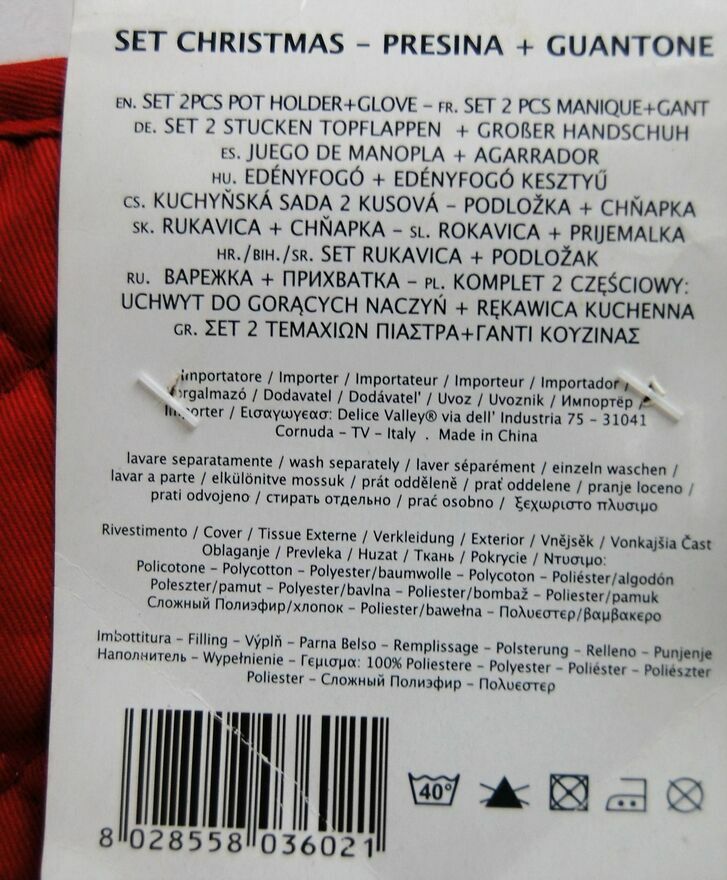 SET CHRISTMAS – PRESINA + GUANTONE
EN. SET 2PCS POT HOLDER+GLOVE – FR. SET 2 PCS MANIQUE+GANT
DE. SET 2 STUCKEN TOPFLAPPEN + GROßER HANDSCHUH
ES. JUEGO DE MANOPLA + AGARRADOR
HU. EDÉNYFOGÓ + EDÉNYFOGÓ KESZTYŰ
CS. KUCHYŇSKÁ SADA 2 KUSOVÁ – PODLOŽKA + CHŇAPKA
SK. RUKAVICA + CHŇAPKA – SL. ROKAVICA + PRIJEMALKA
HR./BIH./SR. SET RUKAVICA + PODLOŽAK
RU. ВАРЕЖКА + ПРИХВАТКА – PL. KOMPLET 2 CZĘŚCIOWY:
UCHWYT DO GORĄCYCH NACZYŃ + RĘKAWICA KUCHENNA
GR. ΣΕΤ 2 ΤΕΜΑΧΙΩΝ ΠΙΑΣΤΡΑ+ΓΑΝΤΙ ΚΟΥΖΙΝΑΣ
Importatore / Importer / Importateur / Importeur / Importador /
Forgalmazó / Dodavatel / Dodávateľ / Uvoz / Uvoznik / Импортёр /
Importer / Εισαγωγεασ: Delice Valley® via dell' Industria 75 – 31041
Cornuda – TV – Italy . Made in China
lavare separatamente / wash separately / laver séparément / einzeln waschen /
lavar a parte / elkülönitve mossuk / prát odděleně / prať oddelene / pranje loceno /
prati odvojeno / стирать отдельно / prać osobno / ξεχωριστο πλυσιμο
Rivestimento / Cover / Tissue Externe / Verkleidung / Exterior / Vnějsěk / Vonkajšia Čast
Oblaganje / Prevleka / Huzat / Ткань / Pokrycie / Ντυσιμο:
Policotone – Polycotton – Polyester/baumwolle – Polycoton – Poliéster/algodón
Poleszter/pamut – Polyester/bavlna – Poliester/bombaž – Poliester/pamuk
Сложный Полиэфир/хлопок – Poliester/bawełna – Πολυεστερ/βαμβακερο
Imbottitura – Filling – Výplň – Parna Belso – Remplissage – Polsterung – Relleno – Punjenje
Наполнитель – Wypełnienie – Γεμισμα: 100% Poliestere – Polyester – Poliéster – Poliészter
Poliester – Сложный Полиэфир – Πολυεστερ
40°
8 028558 036021